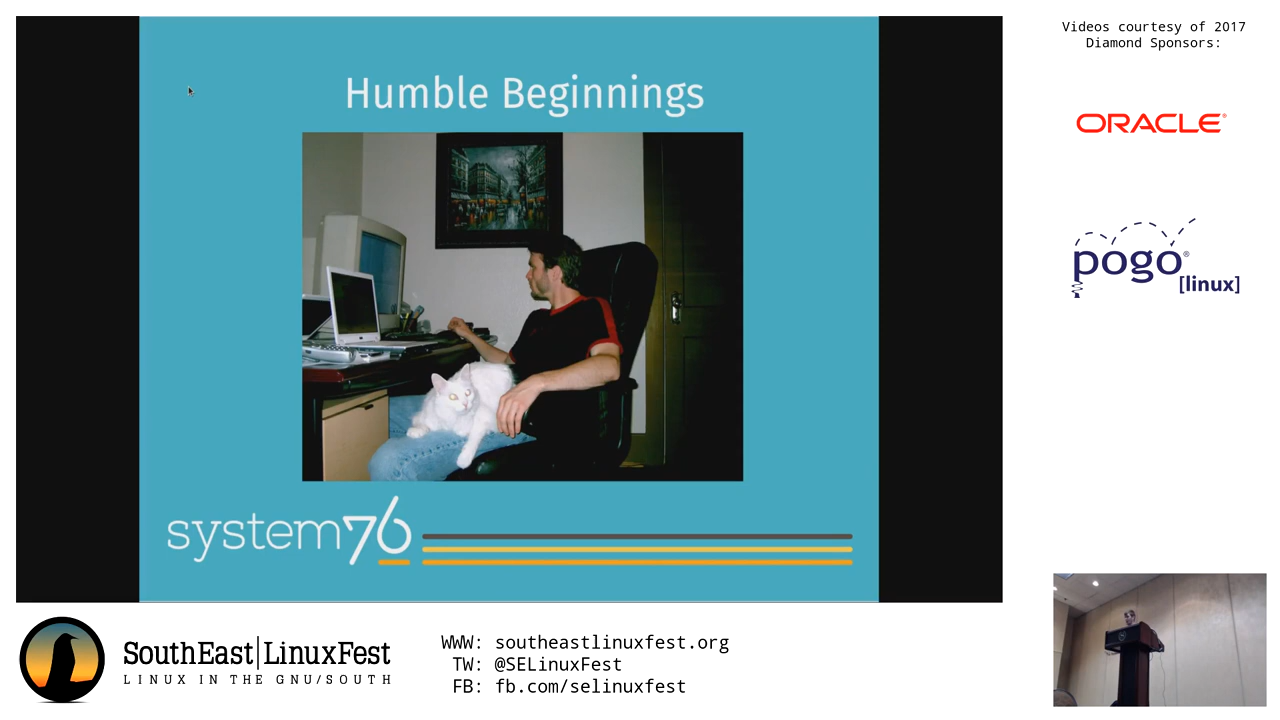 Humble Beginnings
system76
Videos courtesy of 2017
Diamond Sponsors:
ORACLE®
pogo®
[linux]
SouthEast|LinuxFest
LINUX IN THE GNU/SOUTH
WWW: southeastlinuxfest.org
TW: @SELinuxFest
FB: fb.com/selinuxfest